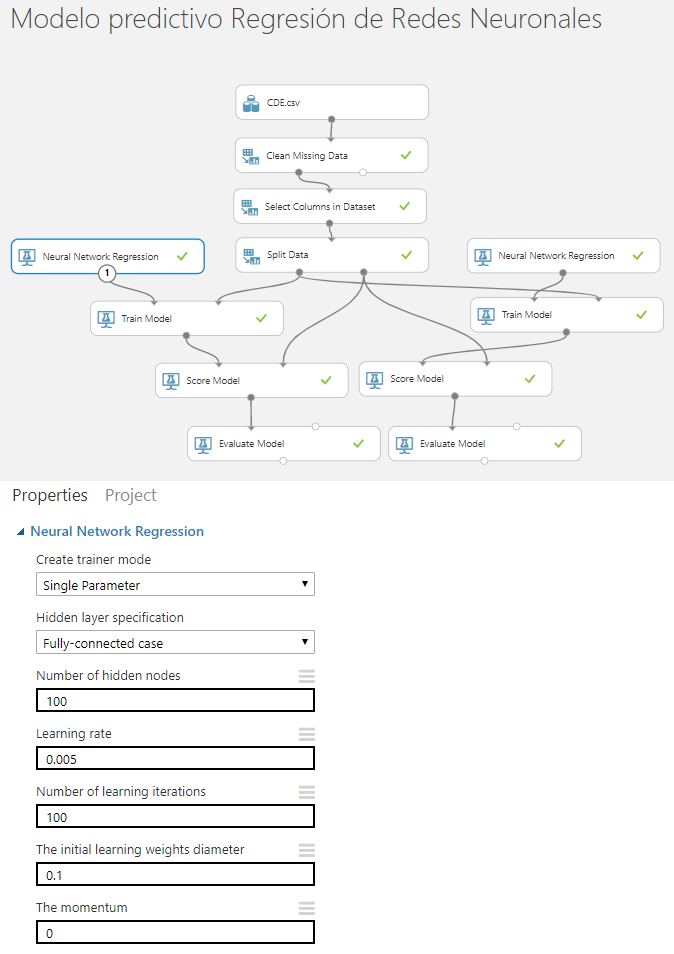 Modelo predictivo Regresión de Redes Neuronales
CDE.csv
Clean Missing Data
Select Columns in Dataset
Neural Network Regression
Split Data
Neural Network Regression
1
Train Model
Train Model
Score Model
Score Model
Evaluate Model
Evaluate Model
Properties Project
Neural Network Regression
Create trainer mode
Single Parameter
Hidden layer specification
Fully-connected case
Number of hidden nodes
100
Learning rate
0.005
Number of learning iterations
100
The initial learning weights diameter
0.1
The momentum
0